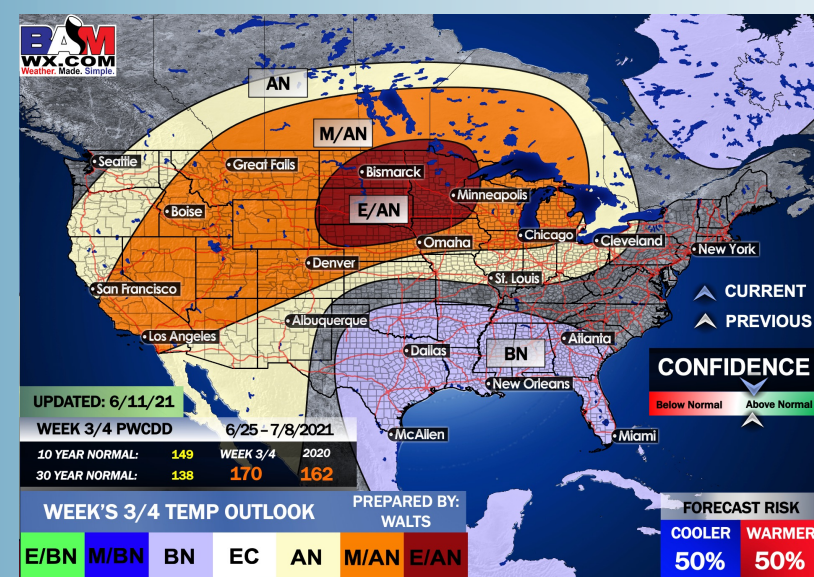 BAM
WX.COM
Weather. Made. Simple.
AN
M/AN
Seattle
Great Falls
Bismarck
Minneapolis
Boise
E/AN
Omaha
Chicago
Cleveland
New York
Denver
St. Louis
San Francisco
CURRENT
PREVIOUS
Albuquerque
Los Angeles
Atlanta
Dallas
BN
New Orleans
CONFIDENCE
Below Normal Above Normal
McAllen
Miami
UPDATED: 6/11/21
WEEK 3/4 PWCDD 6/25 - 7/8/2021
10 YEAR NORMAL: 149 WEEK 3/4 2020
30 YEAR NORMAL: 138 170 162
WEEK'S 3/4 TEMP OUTLOOK
PREPARED BY:
WALTS
E/BN M/BN BN EC AN M/AN E/AN
FORECAST RISK
COOLER WARMER
50% 50%